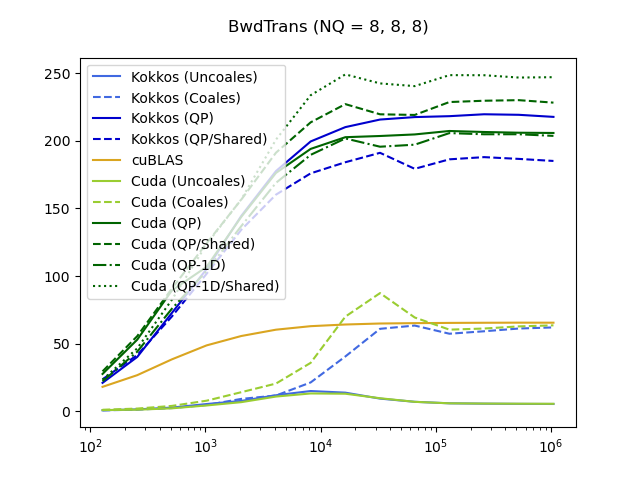 BwdTrans (NQ = 8, 8, 8)
250
200
150
100
50
0
Kokkos (Uncoales)
Kokkos (Coales)
Kokkos (QP)
Kokkos (QP/Shared)
cuBLAS
Cuda (Uncoales)
Cuda (Coales)
Cuda (QP)
Cuda (QP/Shared)
Cuda (QP-1D)
Cuda (QP-1D/Shared)
10² 10³ 10⁴ 10⁵ 10⁶